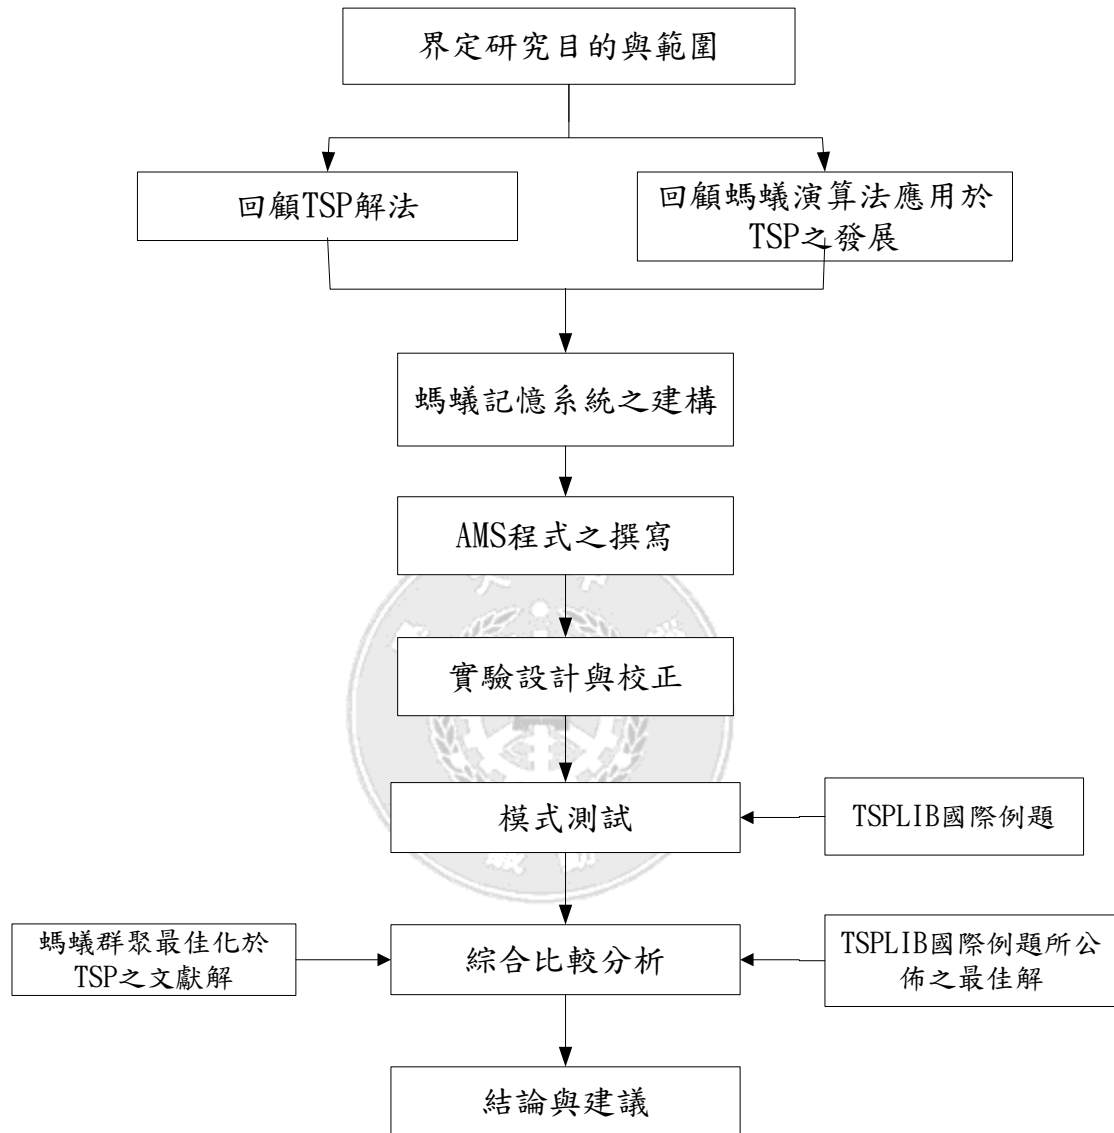 界定研究目的與範圍
回顧TSP解法
回顧螞蟻演算法應用於
TSP之發展
螞蟻記憶系統之建構
AMS程式之撰寫
實驗設計與校正
模式測試
TSPLIB國際例題
螞蟻群聚最佳化於
TSP之文獻解
綜合比較分析
TSPLIB國際例題所公
佈之最佳解
結論與建議